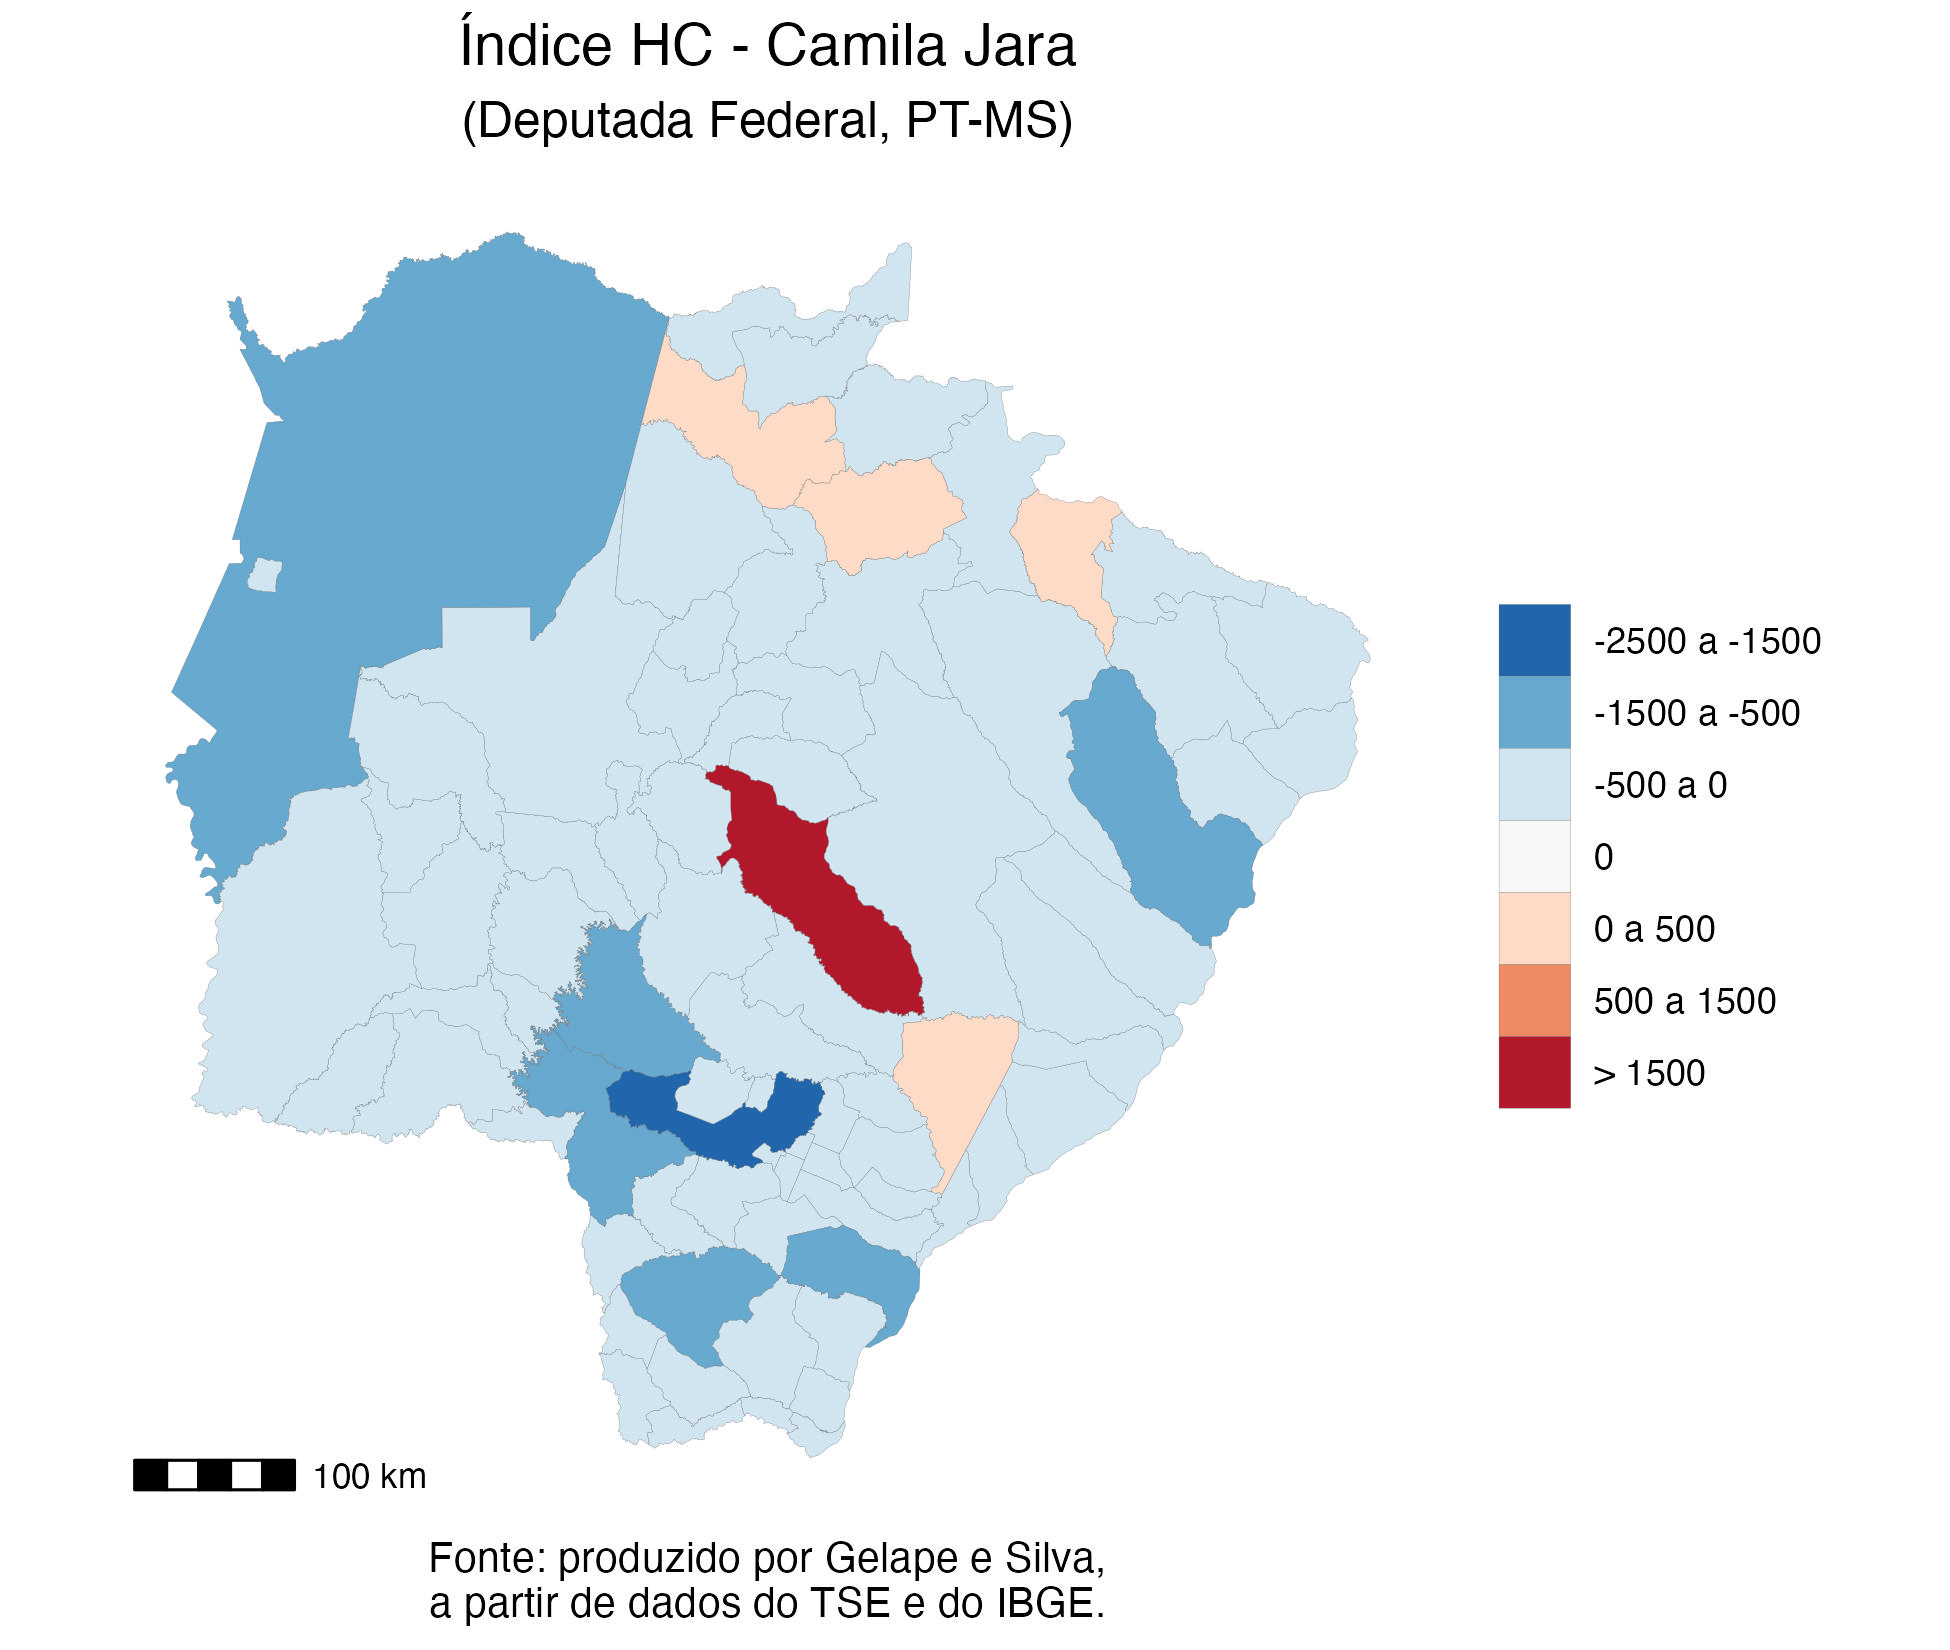 Índice HC - Camila Jara
(Deputada Federal, PT-MS)
-2500 a -1500
-1500 a -500
-500 a 0
0
0 a 500
500 a 1500
> 1500
100 km
Fonte: produzido por Gelape e Silva,
a partir de dados do TSE e do IBGE.